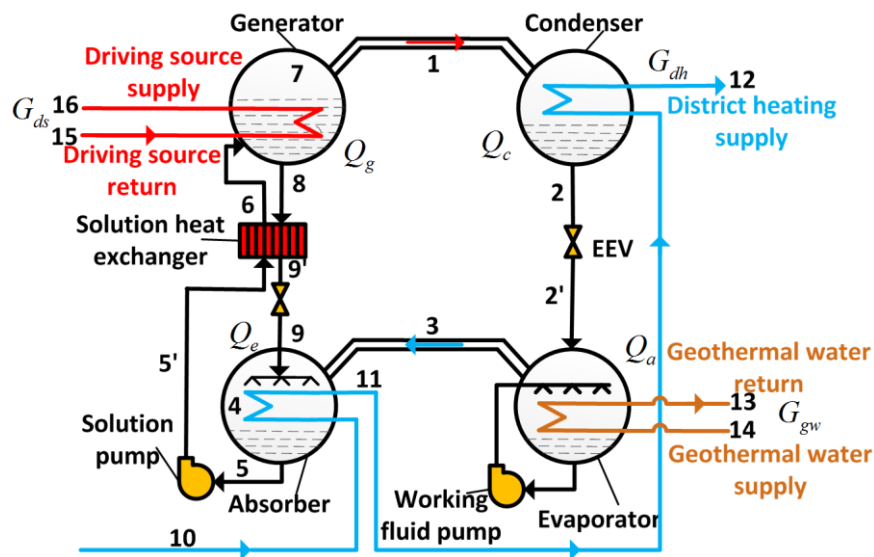 Generator
Condenser
Driving source
supply
7
1
G_dh
12
16
G_ds
15
District heating
supply
Driving source
return
Q_g
Q_c
8
2
6
Solution heat
exchanger
EEV
9'
2'
Q_e
9
3
Q_a
Geothermal water
return
5'
11
13
4
14
G_gw
Solution
pump
Geothermal water
supply
5
Absorber
Working
fluid pump
Evaporator
10